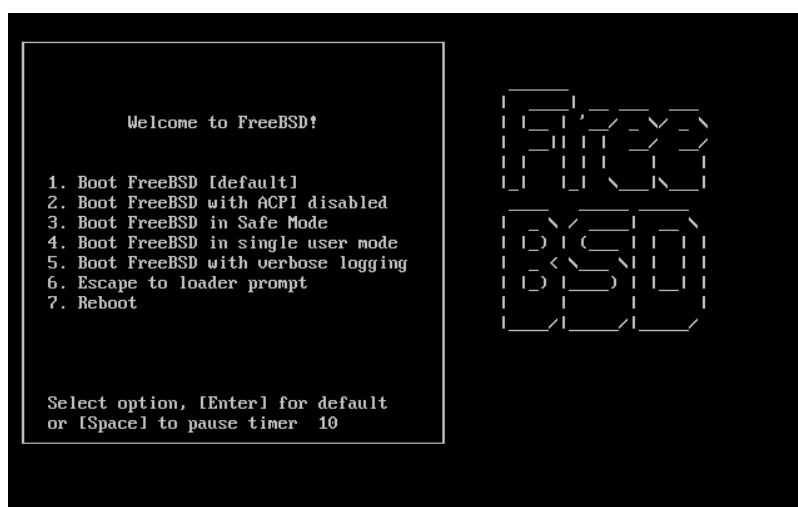 Welcome to FreeBSD!
1. Boot FreeBSD [default]
2. Boot FreeBSD with ACPI disabled
3. Boot FreeBSD in Safe Mode
4. Boot FreeBSD in single user mode
5. Boot FreeBSD with verbose logging
6. Escape to loader prompt
7. Reboot
Select option, [Enter] for default
or [Space] to pause timer  10
Free
BSD